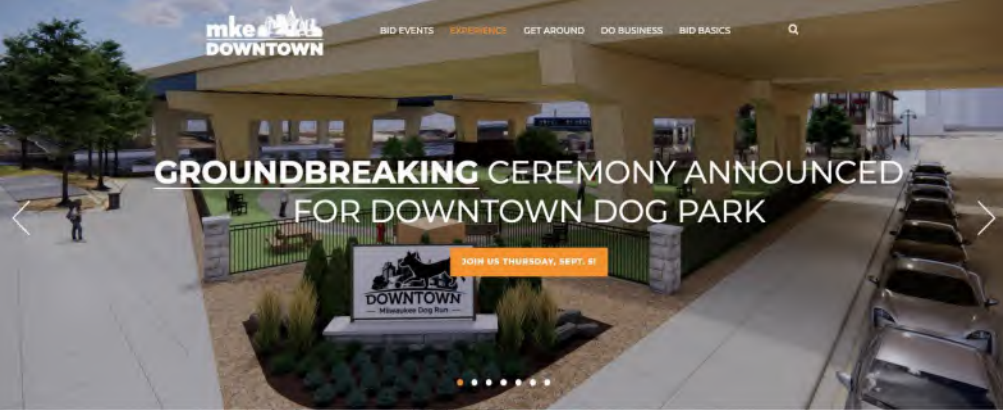 mke
DOWNTOWN
BID EVENTS EXPERIENCE GET AROUND DO BUSINESS BID BASICS
GROUNDBREAKING CEREMONY ANNOUNCED
FOR DOWNTOWN DOG PARK
JOIN US THURSDAY, SEPT. 5!
DOWNTOWN
Milwaukee Dog Run